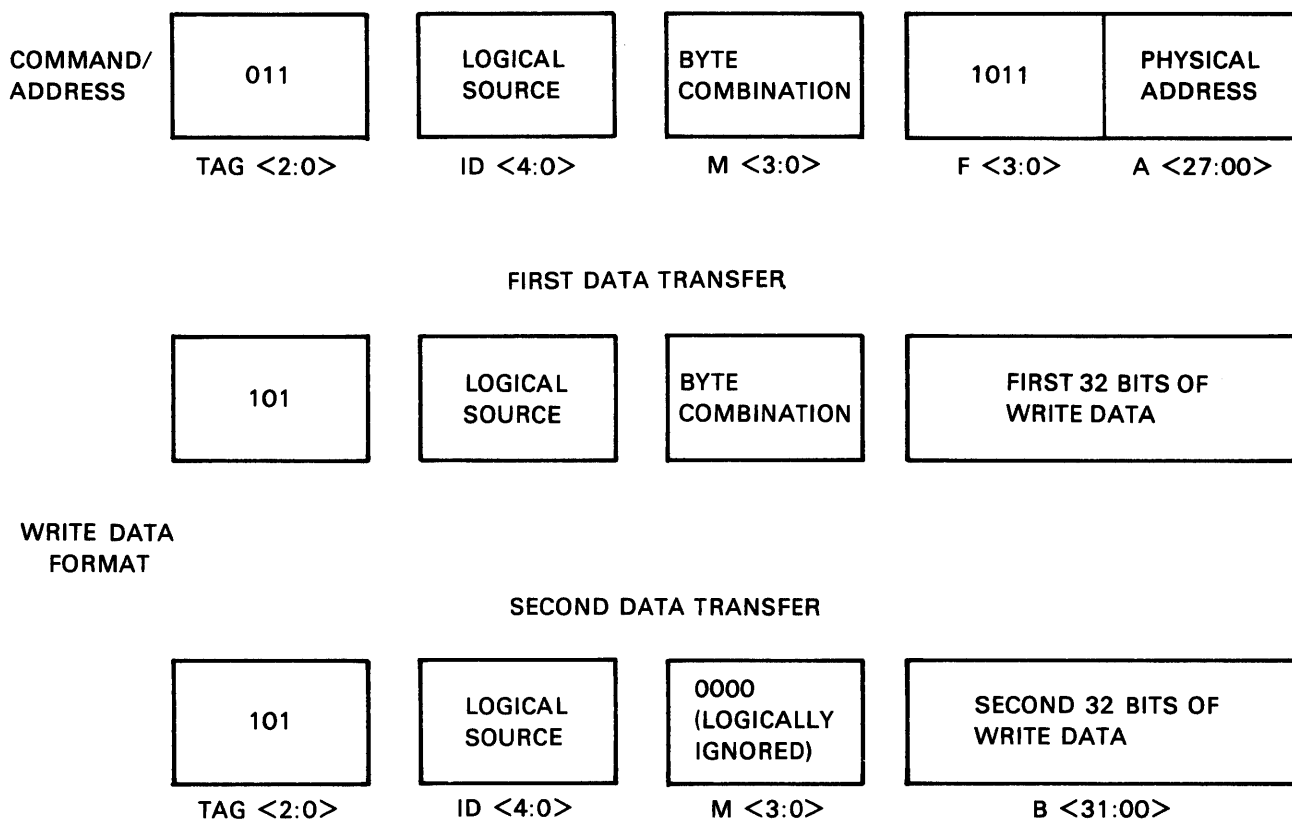 COMMAND/
ADDRESS
011
LOGICAL
SOURCE
BYTE
COMBINATION
1011
PHYSICAL
ADDRESS
TAG <2:0>
ID <4:0>
M <3:0>
F <3:0>
A <27:00>
FIRST DATA TRANSFER
101
LOGICAL
SOURCE
BYTE
COMBINATION
FIRST 32 BITS OF
WRITE DATA
WRITE DATA
FORMAT
SECOND DATA TRANSFER
101
LOGICAL
SOURCE
0000
(LOGICALLY
IGNORED)
SECOND 32 BITS OF
WRITE DATA
TAG <2:0>
ID <4:0>
M <3:0>
B <31:00>